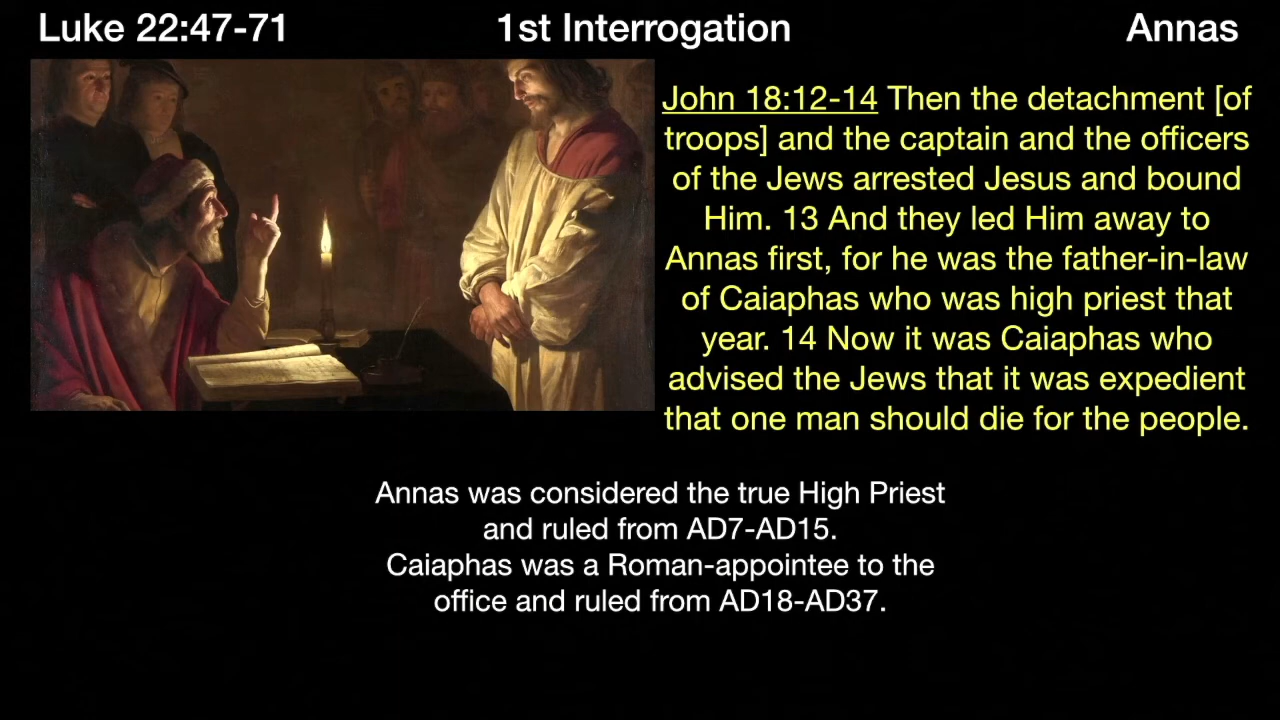 Luke 22:47-71
1st Interrogation
Annas
John 18:12-14 Then the detachment [of
troops] and the captain and the officers
of the Jews arrested Jesus and bound
Him. 13 And they led Him away to
Annas first, for he was the father-in-law
of Caiaphas who was high priest that
year. 14 Now it was Caiaphas who
advised the Jews that it was expedient
that one man should die for the people.
Annas was considered the true High Priest
and ruled from AD7-AD15.
Caiaphas was a Roman-appointee to the
office and ruled from AD18-AD37.